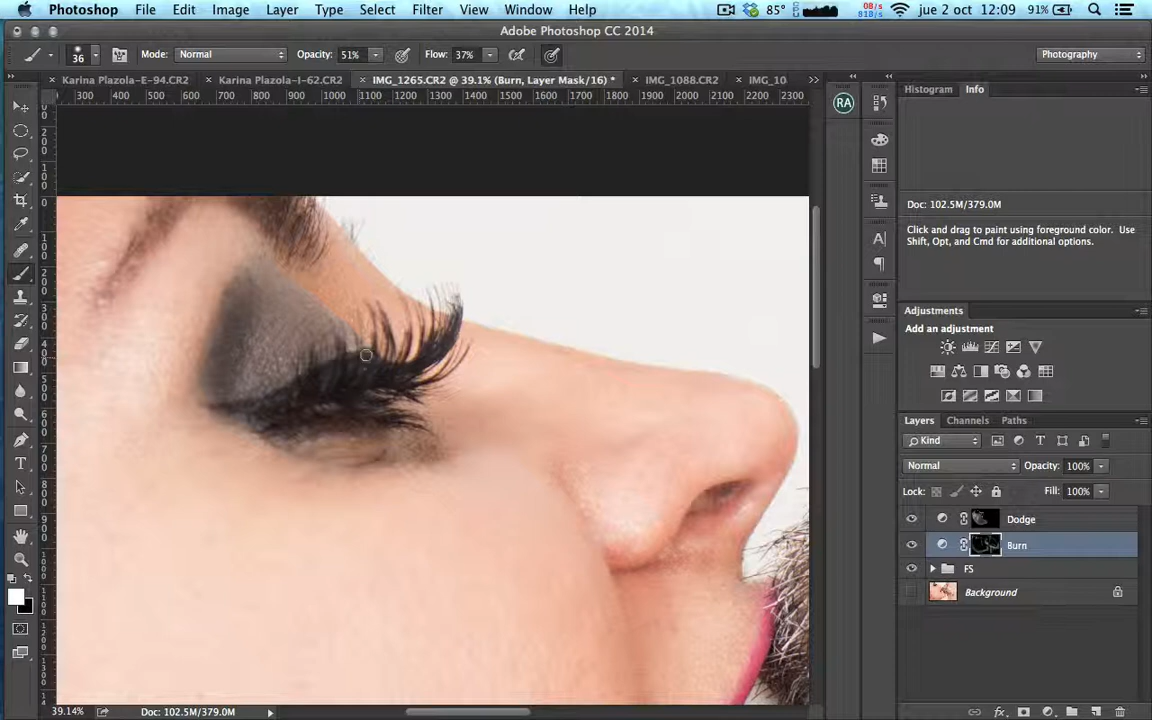 Photoshop File Edit Image Layer Type Select Filter View Window Help 85° 0B/s 81B/s jue 2 oct 12:09 91%
Adobe Photoshop CC 2014
36 Mode: Normal Opacity: 51% Flow: 37% Photography
Karina Plazola-E-94.CR2 Karina Plazola-I-62.CR2 IMG_1265.CR2 @ 39.1% (Burn, Layer Mask/16) * IMG_1088.CR2 IMG_10
300 400 500 600 700 800 900 1000 1100 1200 1300 1400 1500 1600 1700 1800 1900 2000 2100 2200 2300
Histogram Info
RA
Doc: 102.5M/379.0M
Click and drag to paint using foreground color. Use
Shift, Opt, and Cmd for additional options.
Adjustments
Add an adjustment
Layers Channels Paths
Kind
Normal Opacity: 100%
Lock: Fill: 100%
Dodge
Burn
FS
Background
39.14% Doc: 102.5M/379.0M